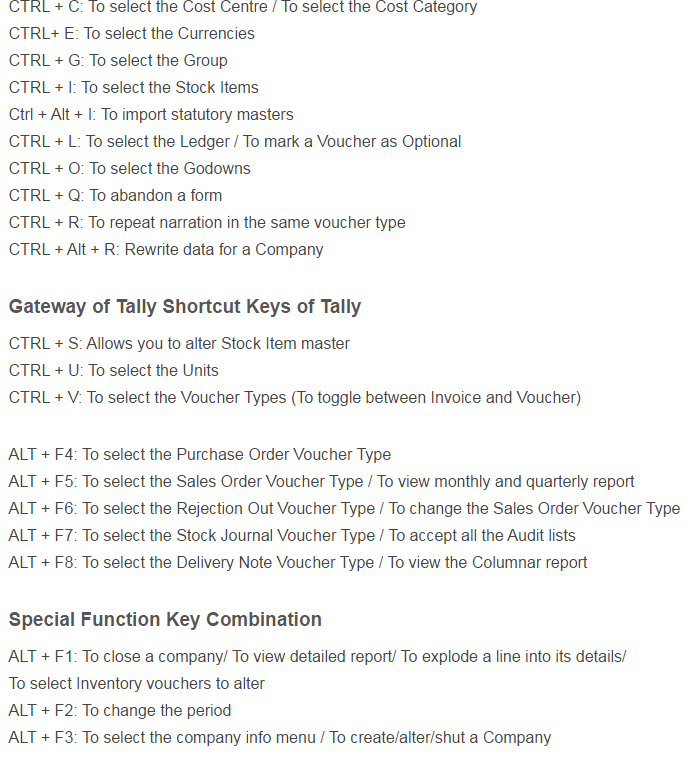 CTRL + C: To select the Cost Centre / To select the Cost Category
CTRL+ E: To select the Currencies
CTRL + G: To select the Group
CTRL + I: To select the Stock Items
Ctrl + Alt + I: To import statutory masters
CTRL + L: To select the Ledger / To mark a Voucher as Optional
CTRL + O: To select the Godowns
CTRL + Q: To abandon a form
CTRL + R: To repeat narration in the same voucher type
CTRL + Alt + R: Rewrite data for a Company
Gateway of Tally Shortcut Keys of Tally
CTRL + S: Allows you to alter Stock Item master
CTRL + U: To select the Units
CTRL + V: To select the Voucher Types (To toggle between Invoice and Voucher)
ALT + F4: To select the Purchase Order Voucher Type
ALT + F5: To select the Sales Order Voucher Type / To view monthly and quarterly report
ALT + F6: To select the Rejection Out Voucher Type / To change the Sales Order Voucher Type
ALT + F7: To select the Stock Journal Voucher Type / To accept all the Audit lists
ALT + F8: To select the Delivery Note Voucher Type / To view the Columnar report
Special Function Key Combination
ALT + F1: To close a company/ To view detailed report/ To explode a line into its details/
To select Inventory vouchers to alter
ALT + F2: To change the period
ALT + F3: To select the company info menu / To create/alter/shut a Company